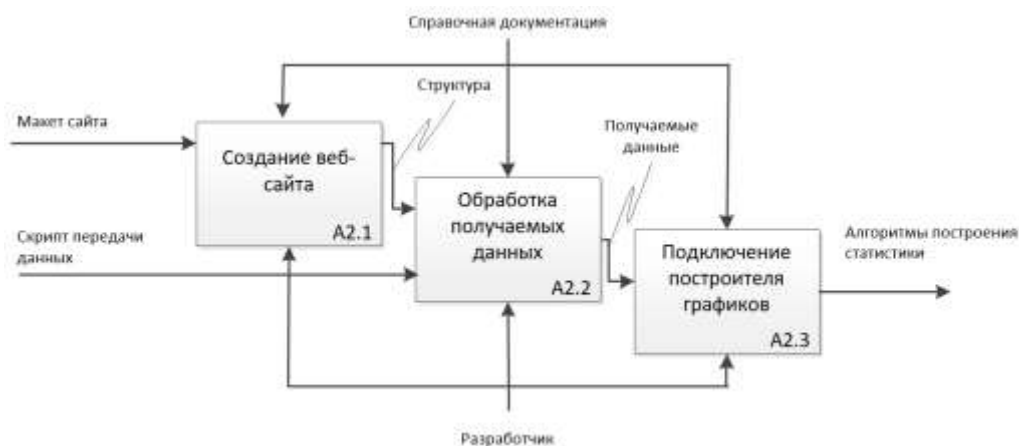 Справочная документация
Структура
Макет сайта
Создание веб-
сайта
A2.1
Получаемые
данные
Обработка
получаемых
данных
A2.2
Скрипт передачи
данных
Подключение
построителя
графиков
A2.3
Алгоритмы построения
статистики
Разработчик